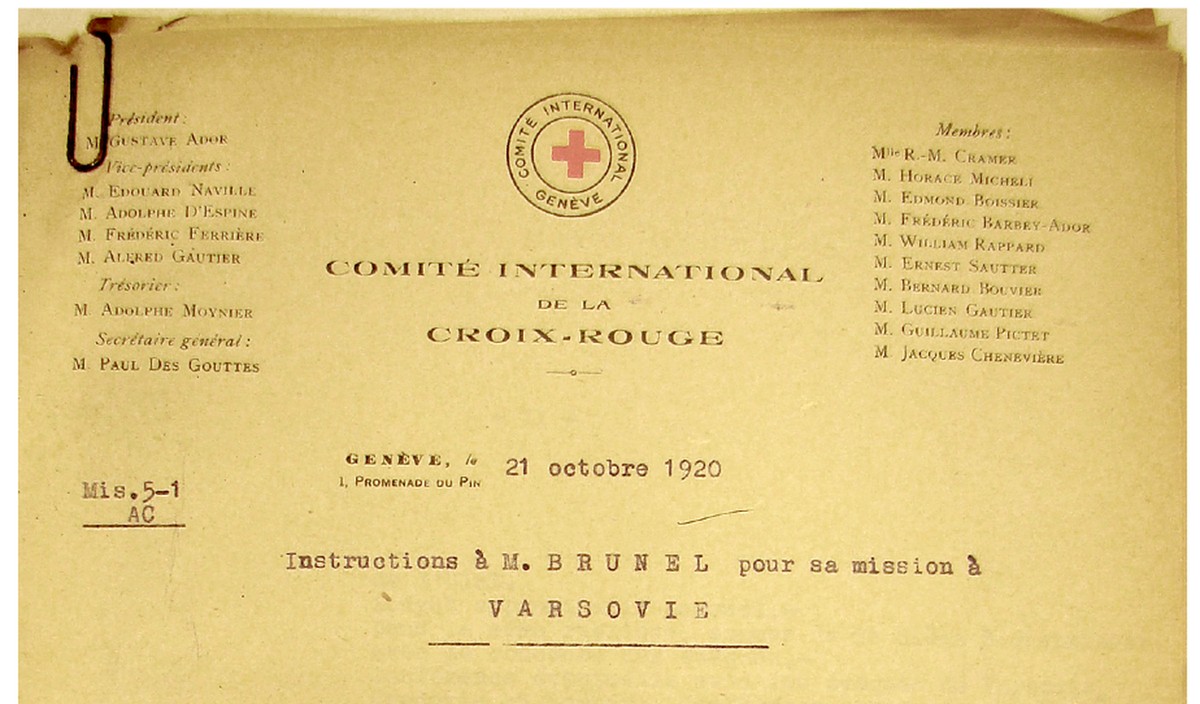 Président :
M. GUSTAVE ADOR
Vice-présidents :
M. EDOUARD NAVILLE
M. ADOLPHE D'ESPINE
M. FRÉDÉRIC FERRIÈRE
M. ALFRED GAUTIER
Trésorier :
M. ADOLPHE MOYNIER
Secrétaire général :
M. PAUL DES GOUTTES
COMITÉ INTERNATIONAL
GENÈVE
COMITÉ INTERNATIONAL
DE LA
CROIX-ROUGE
Membres :
Mlle R.-M. CRAMER
M. HORACE MICHELI
M. EDMOND BOISSIER
M. FRÉDÉRIC BARBEY-ADOR
M. WILLIAM RAPPARD
M. ERNEST SAUTTER
M. BERNARD BOUVIER
M. LUCIEN GAUTIER
M. GUILLAUME PICTET
M. JACQUES CHENEVIÈRE
GENÈVE, le 21 octobre 1920
1, PROMENADE DU PIN
Mis.5-1
AC
Instructions à M. BRUNEL pour sa mission à
VARSOVIE